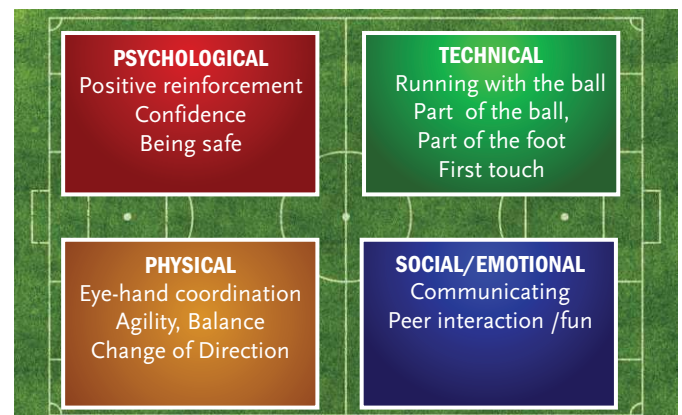 PSYCHOLOGICAL
Positive reinforcement
Confidence
Being safe
TECHNICAL
Running with the ball
Part of the ball,
Part of the foot
First touch
PHYSICAL
Eye-hand coordination
Agility, Balance
Change of Direction
SOCIAL/EMOTIONAL
Communicating
Peer interaction /fun